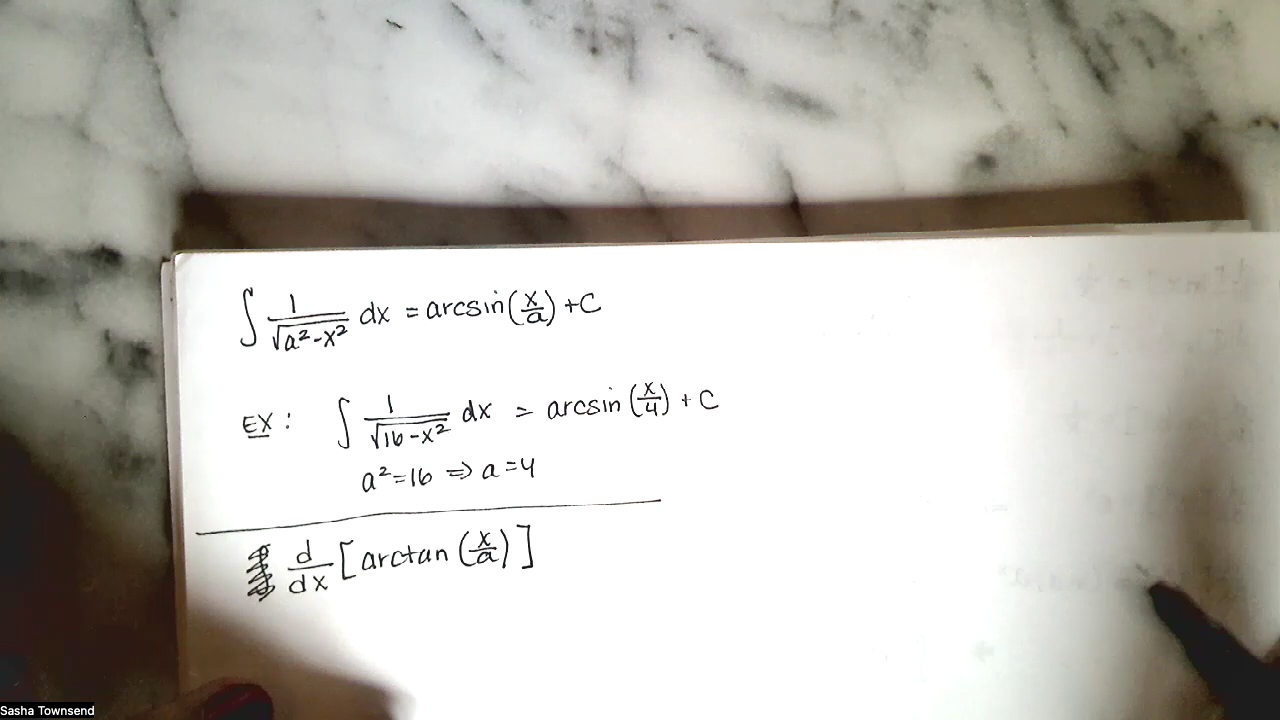 ∫ 1/√(a²-x²) dx = arcsin(x/a) + C
EX: ∫ 1/√(16-x²) dx = arcsin(x/4) + C
a²=16 ⇒ a=4
d/dx [arctan(x/a)]
Sasha Townsend